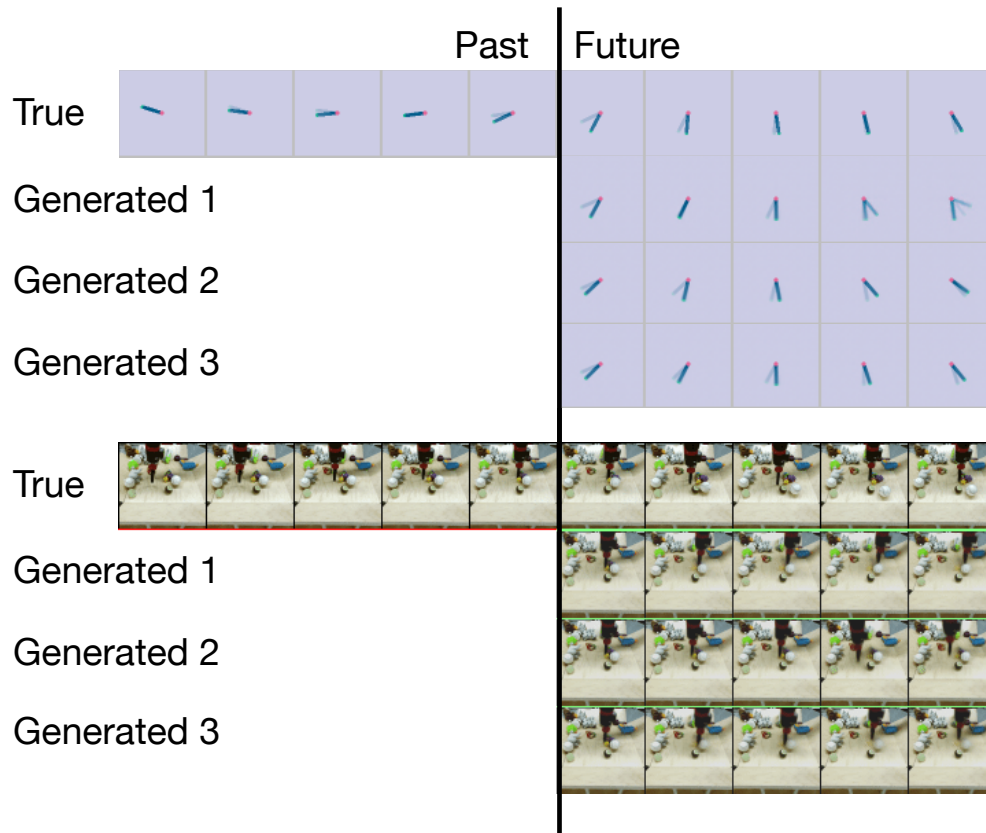 Past
Future
True
Generated 1
Generated 2
Generated 3
True
Generated 1
Generated 2
Generated 3